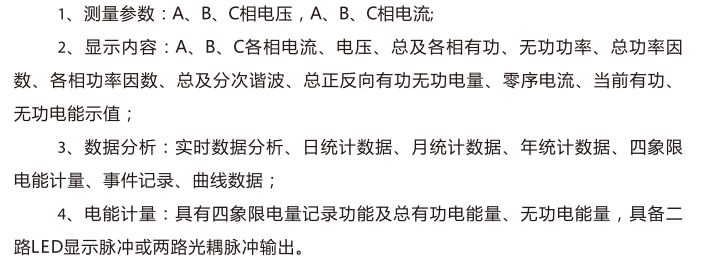 1、测量参数：A、B、C相电压，A、B、C相电流;
2、显示内容：A、B、C各相电流、电压、总及各相有功、无功功率、总功率因
数、各相功率因数、总及分次谐波、总正反向有功无功电量、零序电流、当前有功、
无功电能示值；
3、数据分析：实时数据分析、日统计数据、月统计数据、年统计数据、四象限
电能计量、事件记录、曲线数据；
4、电能计量：具有四象限电量记录功能及总有功电能量、无功电能量，具备二
路LED显示脉冲或两路光耦脉冲输出。